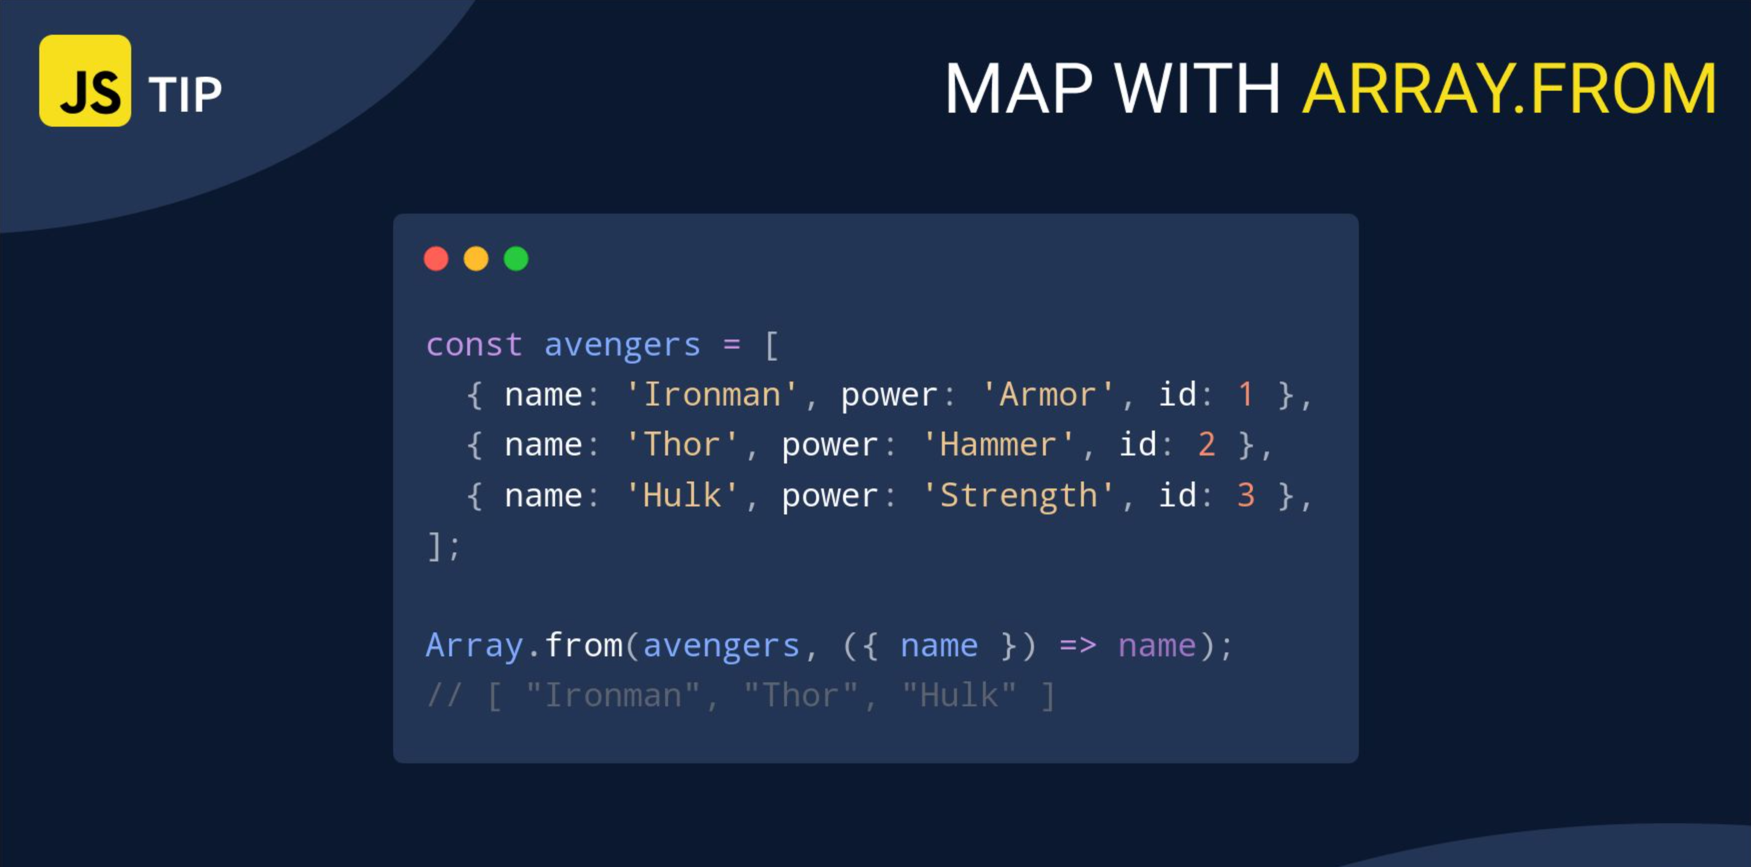 JS TIP
MAP WITH ARRAY.FROM
const avengers = [
  { name: 'Ironman', power: 'Armor', id: 1 },
  { name: 'Thor', power: 'Hammer', id: 2 },
  { name: 'Hulk', power: 'Strength', id: 3 },
];
Array.from(avengers, ({ name }) => name);
// [ "Ironman", "Thor", "Hulk" ]